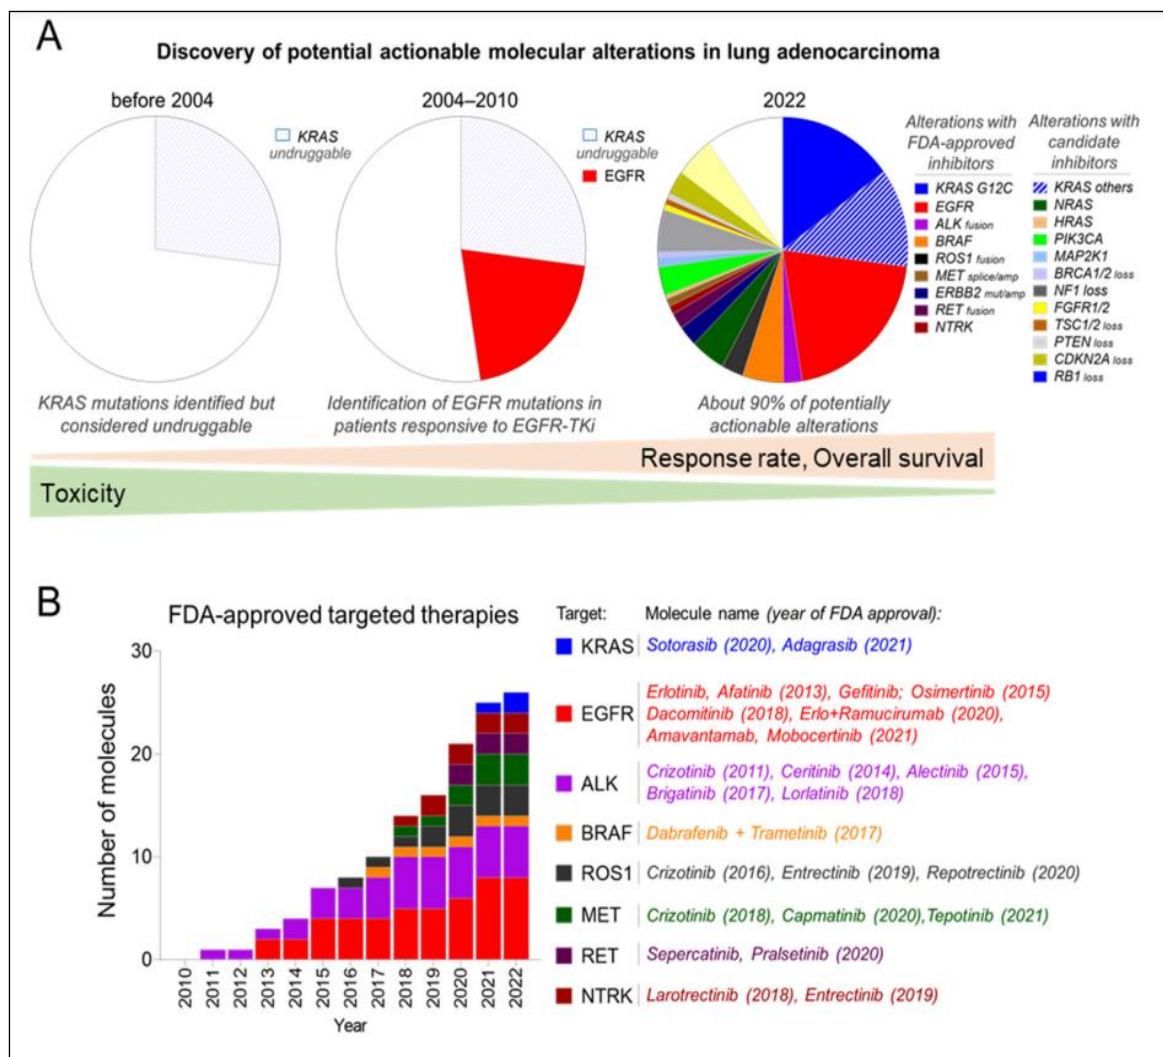 A
Discovery of potential actionable molecular alterations in lung adenocarcinoma
before 2004
KRAS
undruggable
KRAS mutations identified but
considered undruggable
2004–2010
KRAS
undruggable
EGFR
Identification of EGFR mutations in
patients responsive to EGFR-TKi
2022
About 90% of potentially
actionable alterations
Alterations with
FDA-approved
inhibitors
KRAS G12C
EGFR
ALK fusion
BRAF
ROS1 fusion
MET splice/amp
ERBB2 mut/amp
RET fusion
NTRK
Alterations with
candidate
inhibitors
KRAS others
NRAS
HRAS
PIK3CA
MAP2K1
BRCA1/2 loss
NF1 loss
FGFR1/2
TSC1/2 loss
PTEN loss
CDKN2A loss
RB1 loss
Response rate, Overall survival
Toxicity
B
FDA-approved targeted therapies
Number of molecules
30
20
10
0
2010
2011
2012
2013
2014
2015
2016
2017
2018
2019
2020
2021
2022
Year
Target: Molecule name (year of FDA approval):
KRAS Sotorasib (2020), Adagrasib (2021)
EGFR
Erlotinib, Afatinib (2013), Gefitinib; Osimertinib (2015)
Dacomitinib (2018), Erlo+Ramucirumab (2020),
Amavantamab, Mobocertinib (2021)
ALK
Crizotinib (2011), Ceritinib (2014), Alectinib (2015),
Brigatinib (2017), Lorlatinib (2018)
BRAF Dabrafenib + Trametinib (2017)
ROS1 Crizotinib (2016), Entrectinib (2019), Repotrectinib (2020)
MET Crizotinib (2018), Capmatinib (2020),Tepotinib (2021)
RET Sepercatinib, Pralsetinib (2020)
NTRK Larotrectinib (2018), Entrectinib (2019)